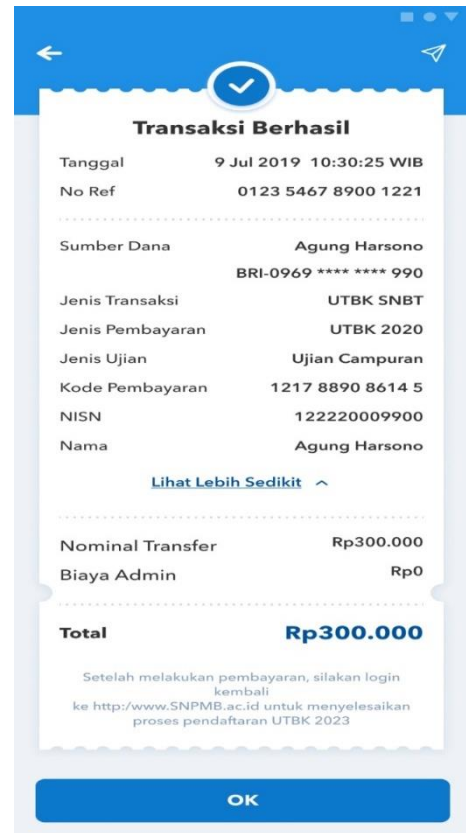 Transaksi Berhasil
Tanggal 9 Jul 2019 10:30:25 WIB
No Ref 0123 5467 8900 1221
Sumber Dana Agung Harsono
BRI-0969 **** **** 990
Jenis Transaksi UTBK SNBT
Jenis Pembayaran UTBK 2020
Jenis Ujian Ujian Campuran
Kode Pembayaran 1217 8890 8614 5
NISN 122220009900
Nama Agung Harsono
Lihat Lebih Sedikit
Nominal Transfer Rp300.000
Biaya Admin Rp0
Total Rp300.000
Setelah melakukan pembayaran, silakan login
kembali
ke http:/www.SNPMB.ac.id untuk menyelesaikan
proses pendaftaran UTBK 2023
OK